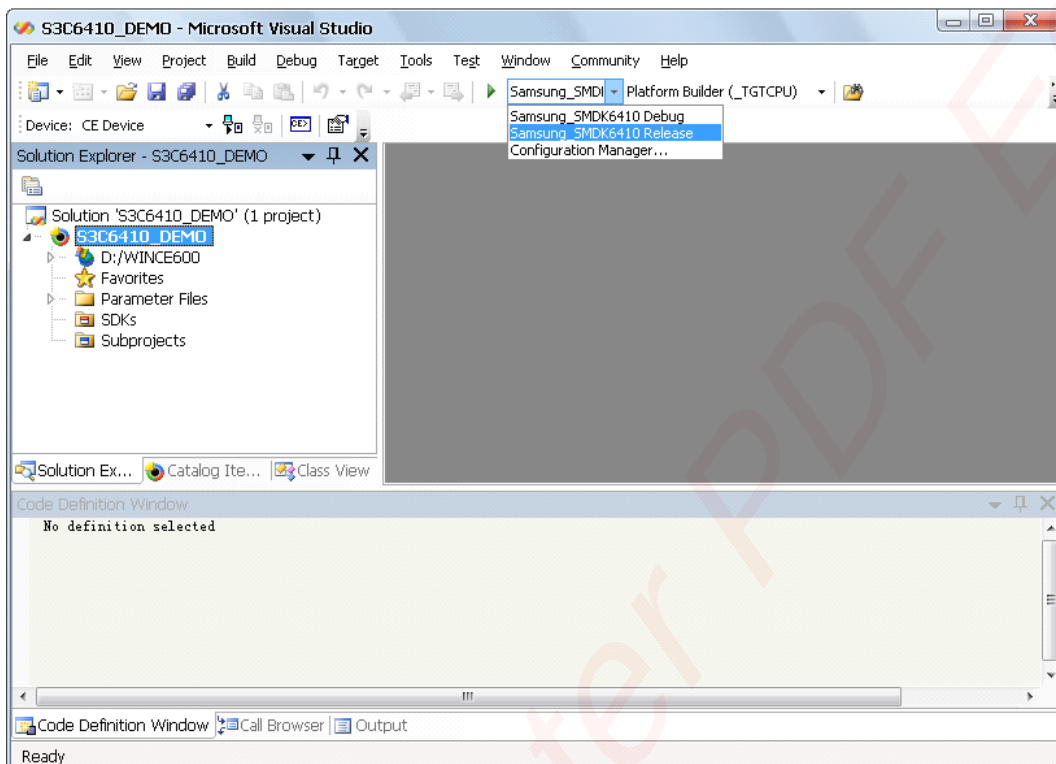 S3C6410_DEMO - Microsoft Visual Studio
File Edit View Project Build Debug Target Tools Test Window Community Help
Samsung_SMDI Platform Builder (_TGTCPU)
Device: CE Device
Samsung_SMDK6410 Debug
Samsung_SMDK6410 Release
Configuration Manager...
Solution Explorer - S3C6410_DEMO
Solution 'S3C6410_DEMO' (1 project)
S3C6410_DEMO
D:/WINCE600
Favorites
Parameter Files
SDKs
Subprojects
Solution Ex... Catalog Ite... Class View
Code Definition Window
No definition selected
Code Definition Window Call Browser Output
Ready